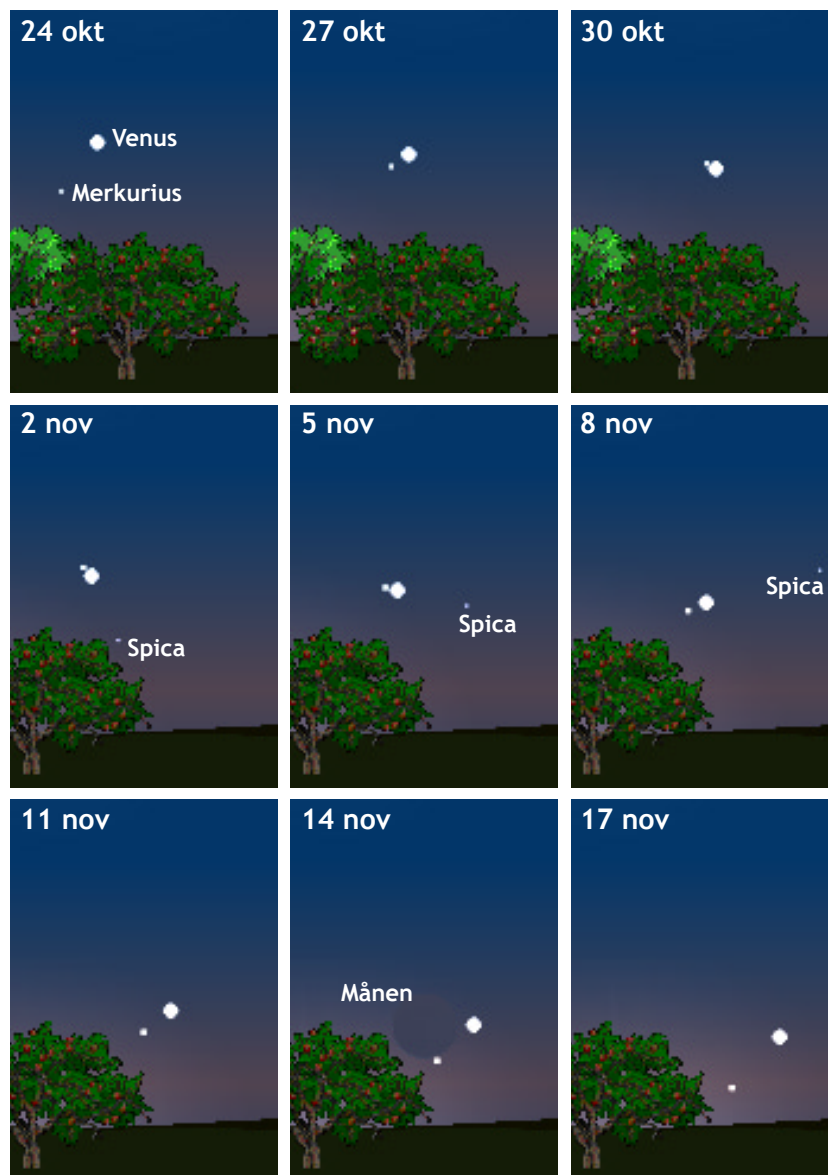 24 okt
27 okt
30 okt
Venus
Merkurius
2 nov
5 nov
8 nov
Spica
Spica
Spica
11 nov
14 nov
17 nov
Månen